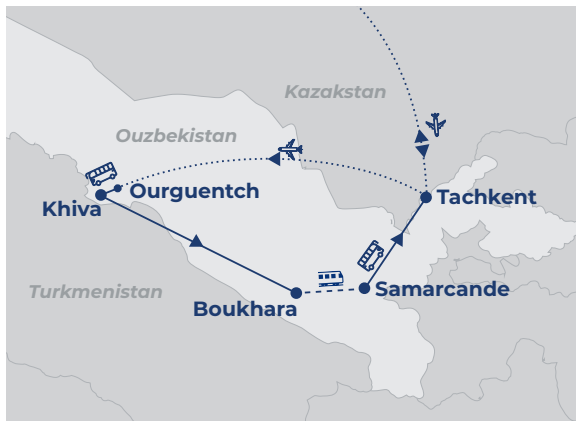 Kazakstan
Ouzbekistan
Ourguentch
Khiva
Tachkent
Turkmenistan
Boukhara
Samarcande